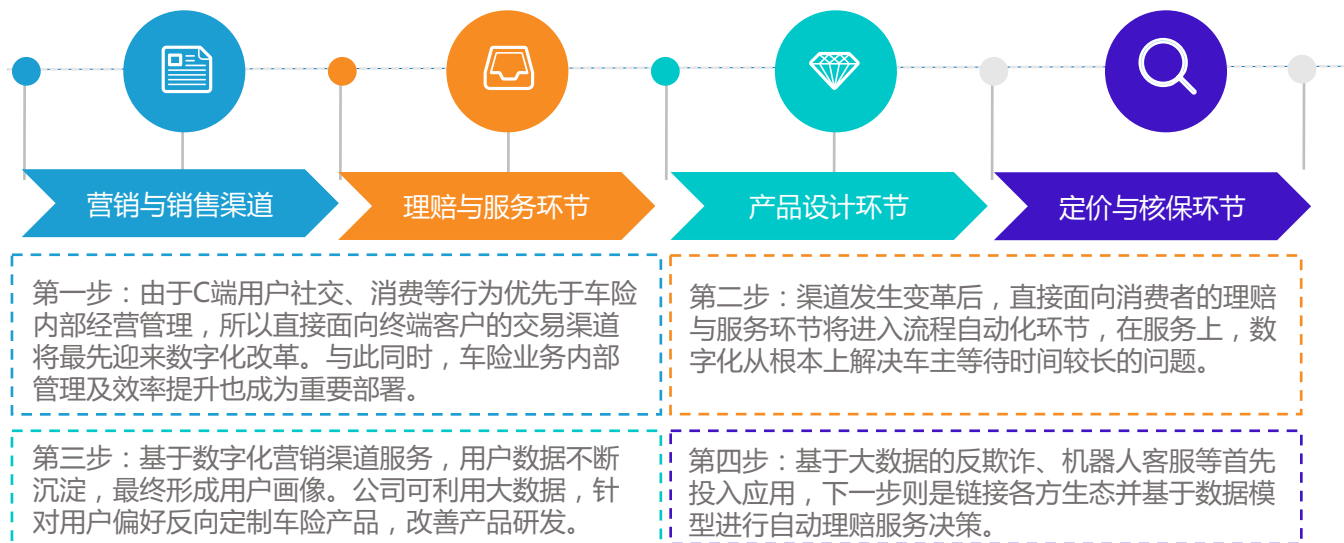 营销与销售渠道
理赔与服务环节
产品设计环节
定价与核保环节
第一步：由于C端用户社交、消费等行为优先于车险
内部经营管理，所以直接面向终端客户的交易渠道
将最先迎来数字化改革。与此同时，车险业务内部
管理及效率提升也成为重要部署。
第二步：渠道发生变革后，直接面向消费者的理赔
与服务环节将进入流程自动化环节，在服务上，数
字化从根本上解决车主等待时间较长的问题。
第三步：基于数字化营销渠道服务，用户数据不断
沉淀，最终形成用户画像。公司可利用大数据，针
对用户偏好反向定制车险产品，改善产品研发。
第四步：基于大数据的反欺诈、机器人客服等首先
投入应用，下一步则是链接各方生态并基于数据模
型进行自动理赔服务决策。